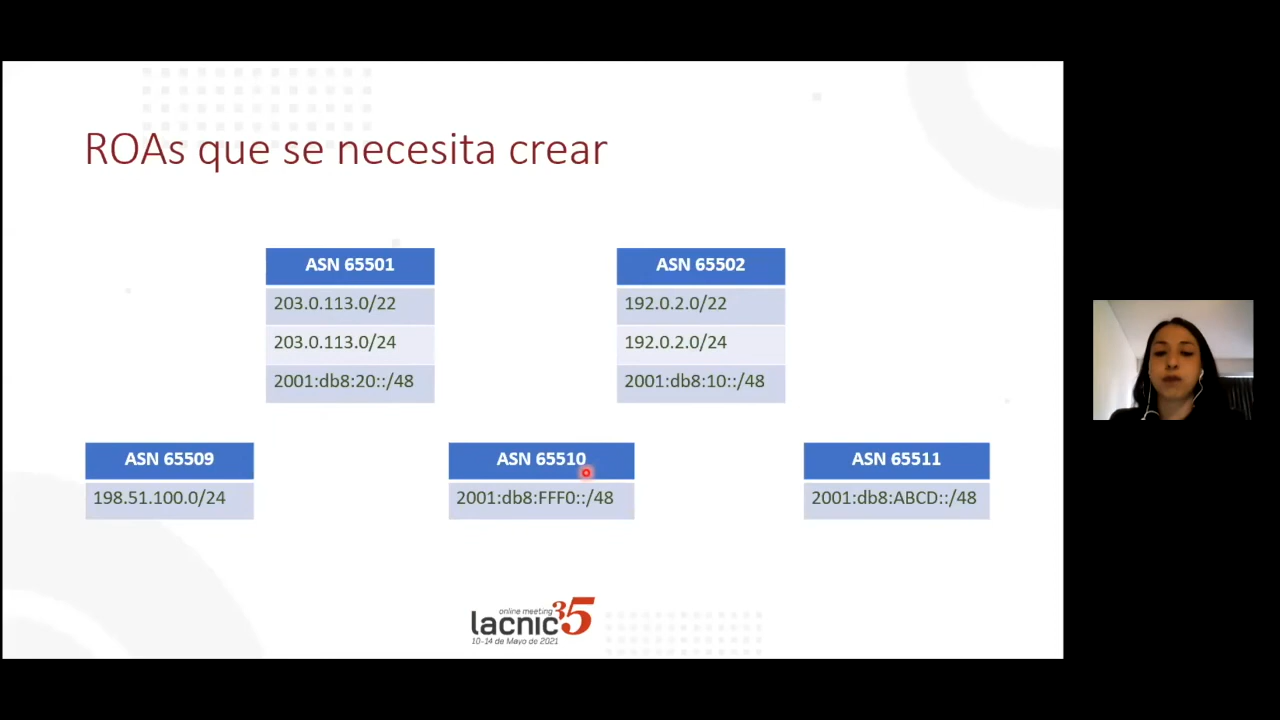 ROAs que se necesita crear
ASN 65501
203.0.113.0/22
203.0.113.0/24
2001:db8:20::/48
ASN 65502
192.0.2.0/22
192.0.2.0/24
2001:db8:10::/48
ASN 65509
198.51.100.0/24
ASN 65510
2001:db8:FFF0::/48
ASN 65511
2001:db8:ABCD::/48
online meeting
lacnic35
10-14 de Mayo de 2021